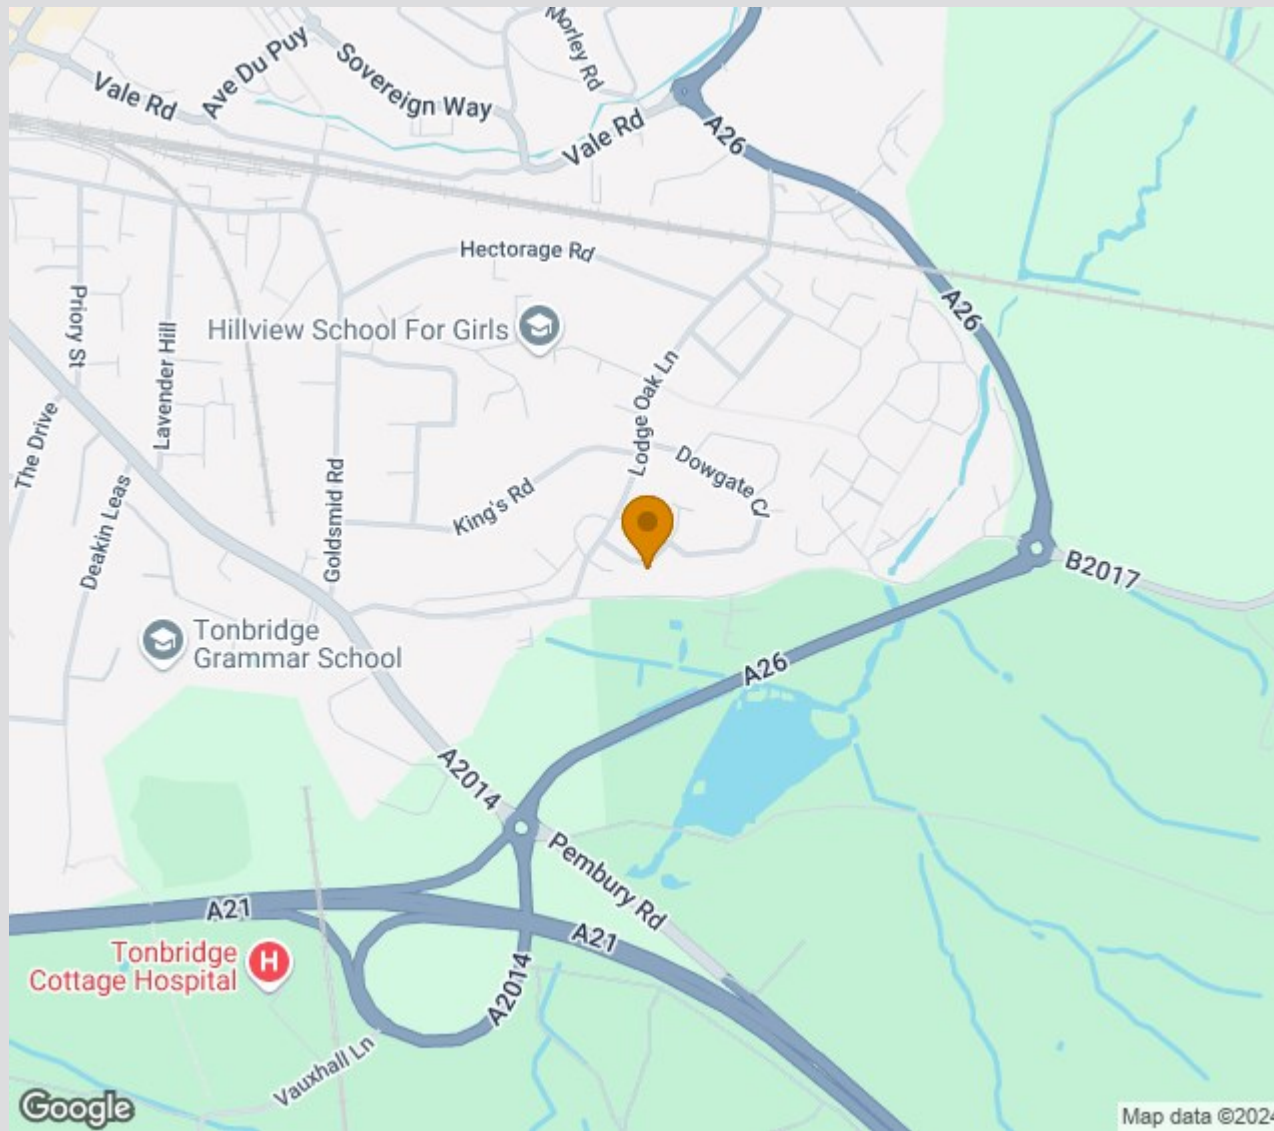 Morley Rd
Ave Du Puy
Sovereign Way
Vale Rd
Vale Rd
A26
Hectorage Rd
A26
Priory St
Hillview School For Girls
Lavender Hill
Lodge Oak Ln
The Drive
Dowgate Cl
Goldsmid Rd
King's Rd
Deakin Leas
B2017
Tonbridge
Grammar School
A26
A2014
Pembury Rd
A21
A21
Tonbridge
Cottage Hospital
H
A2014
Vauxhall Ln
Google
Map data ©2024